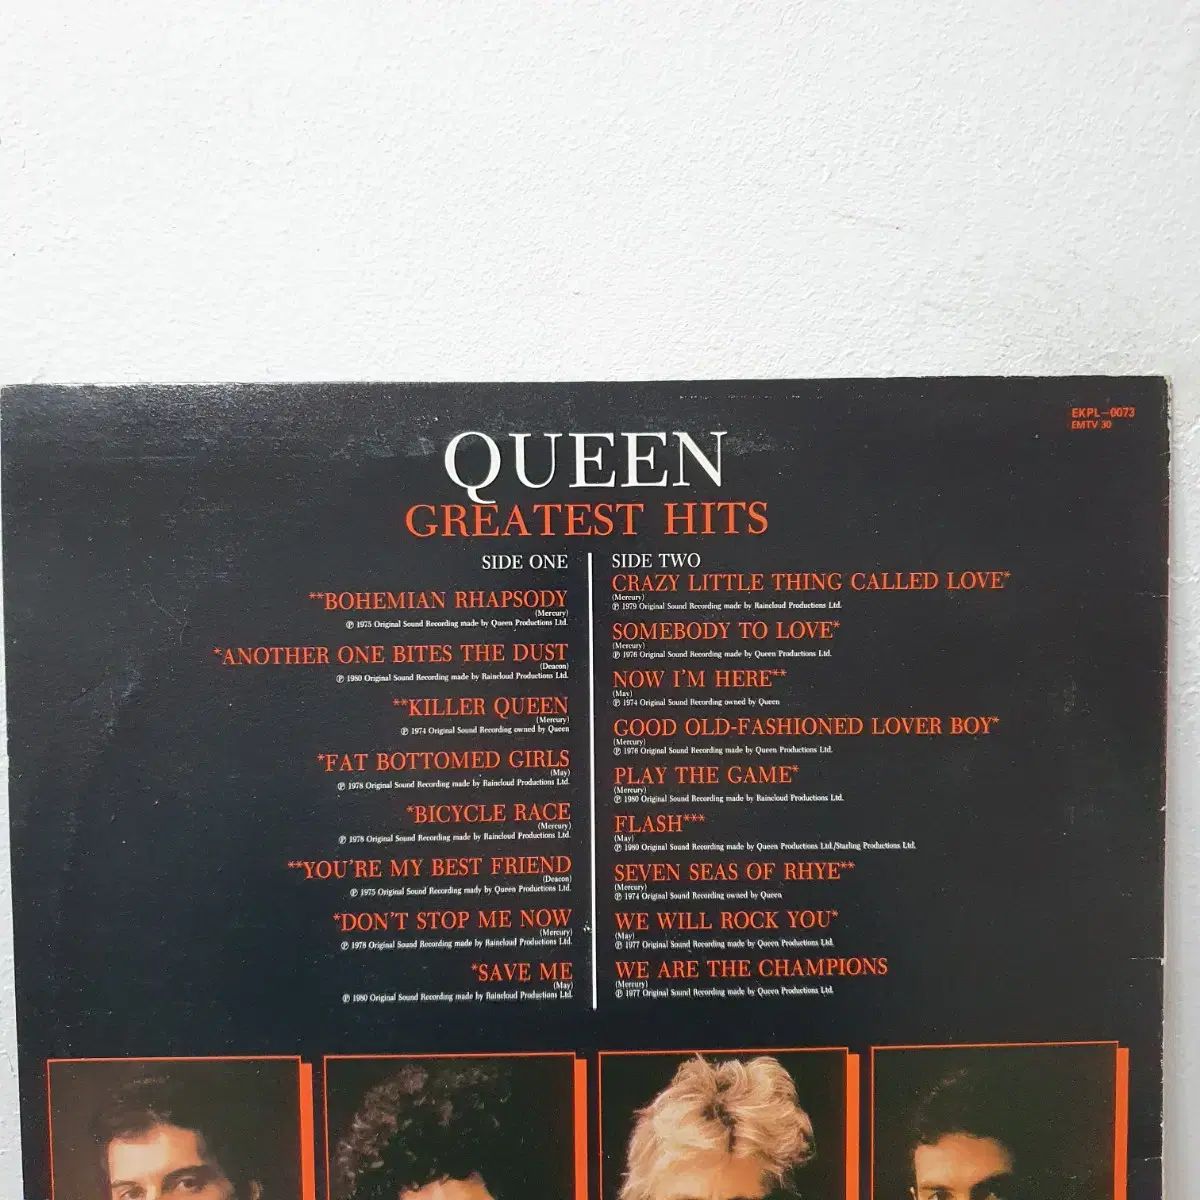 EKPL-0073
EMTV 30
QUEEN
GREATEST HITS
SIDE ONE
**BOHEMIAN RHAPSODY
(Mercury)
℗ 1975 Original Sound Recording made by Queen Productions Ltd.
*ANOTHER ONE BITES THE DUST
(Deacon)
℗ 1980 Original Sound Recording made by Raincloud Productions Ltd.
**KILLER QUEEN
(Mercury)
℗ 1974 Original Sound Recording owned by Queen
*FAT BOTTOMED GIRLS
(May)
℗ 1978 Original Sound Recording made by Raincloud Productions Ltd.
*BICYCLE RACE
(Mercury)
℗ 1978 Original Sound Recording made by Raincloud Productions Ltd.
**YOU'RE MY BEST FRIEND
(Deacon)
℗ 1975 Original Sound Recording mady by Queen Productions Ltd.
*DON'T STOP ME NOW
(Mercury)
℗ 1978 Original Sound Recording made by Raincloud Productions Ltd.
*SAVE ME
(May)
℗ 1980 Original Sound Recording made by Raincloud Productions Ltd.
SIDE TWO
CRAZY LITTLE THING CALLED LOVE*
(Mercury)
℗ 1979 Original Sound Recording made by Raincloud Productions Ltd.
SOMEBODY TO LOVE*
(Mercury)
℗ 1976 Original Sound Recording made by Queen Productions Ltd.
NOW I'M HERE**
(May)
℗ 1974 Original Sound Recording owned by Queen
GOOD OLD-FASHIONED LOVER BOY*
(Mercury)
℗ 1976 Original Sound Recording made by Queen Productions Ltd.
PLAY THE GAME*
(Mercury)
℗ 1980 Original Sound Recording made by Raincloud Productions Ltd.
FLASH***
(May)
℗ 1980 Original Sound Recording made by Queen Productions Ltd./Starling Productions Ltd.
SEVEN SEAS OF RHYE**
(Mercury)
℗ 1974 Original Sound Recording owned by Queen
WE WILL ROCK YOU*
(May)
℗ 1977 Original Sound Recording made by Queen Productions Ltd.
WE ARE THE CHAMPIONS
(Mercury)
℗ 1977 Original Sound Recording made by Queen Productions Ltd.